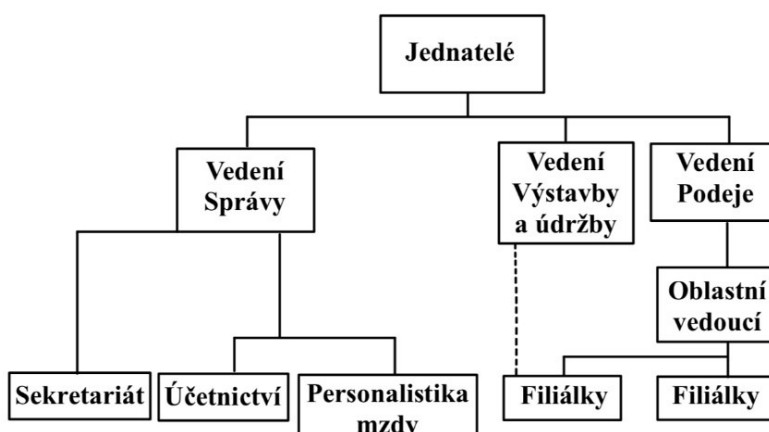 Jednatelé
Vedení
Správy
Vedení
Výstavby
a údržby
Vedení
Podeje
Oblastní
vedoucí
Sekretariát
Účetnictví
Personalistika
mzdy
Filiálky
Filiálky